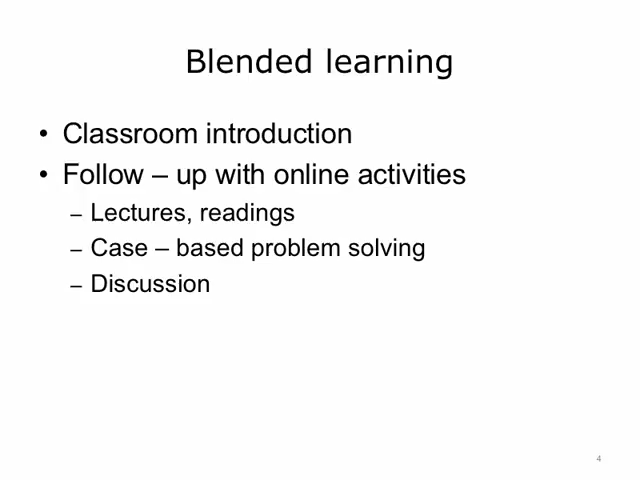 Blended learning
• Classroom introduction
• Follow – up with online activities
– Lectures, readings
– Case – based problem solving
– Discussion
4